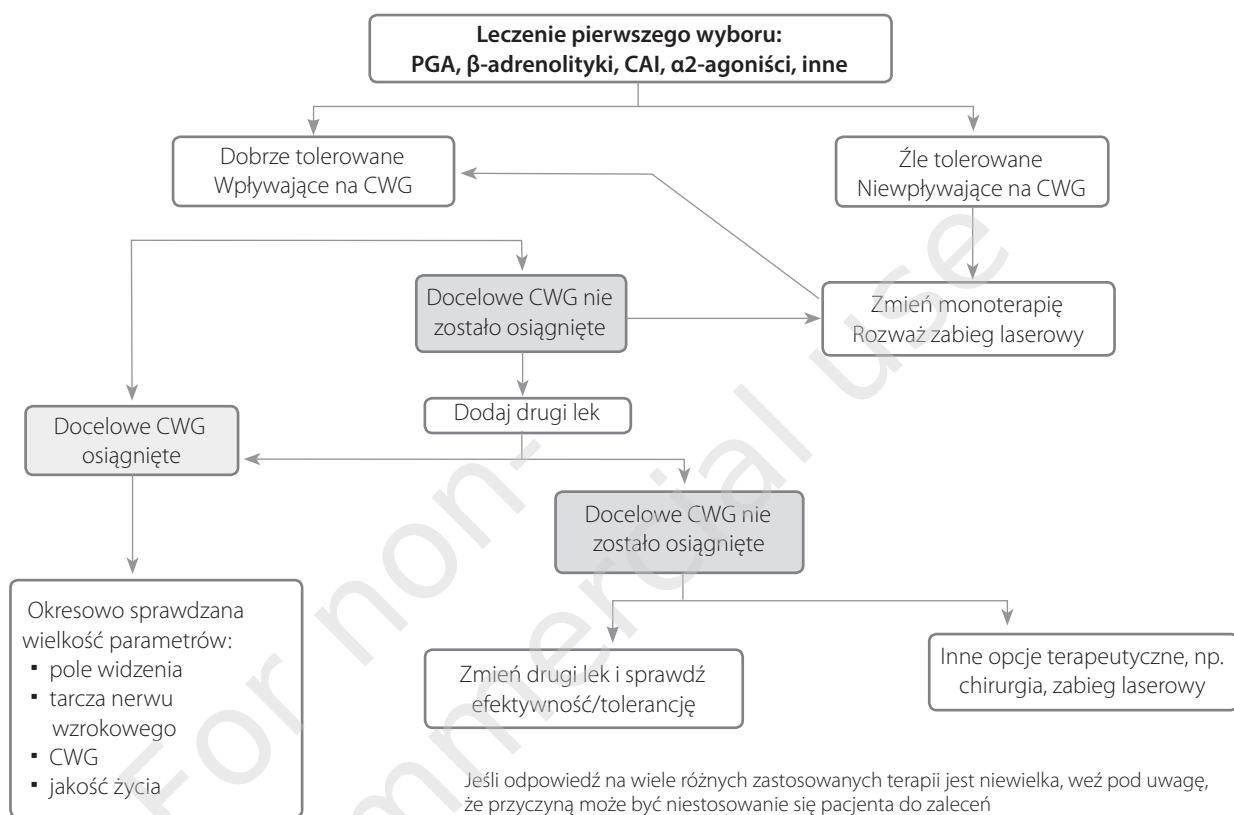 Leczenie pierwszego wyboru:
PGA, β-adrenolityki, CAI, α2-agoniści, inne
Dobrze tolerowane
Wpływające na CWG
Źle tolerowane
Niewpływające na CWG
Docelowe CWG nie
zostało osiągnięte
Zmień monoterapię
Rozważ zabieg laserowy
Docelowe CWG
osiągnięte
Dodaj drugi lek
Docelowe CWG nie
zostało osiągnięte
Okresowo sprawdzana
wielkość parametrów:
▪ pole widzenia
▪ tarcza nerwu
wzrokowego
▪ CWG
▪ jakość życia
Zmień drugi lek i sprawdź
efektywność/tolerancję
Inne opcje terapeutyczne, np.
chirurgia, zabieg laserowy
Jeśli odpowiedź na wiele różnych zastosowanych terapii jest niewielka, weź pod uwagę,
że przyczyną może być niestosowanie się pacjenta do zaleceń
For non-
mmercial use